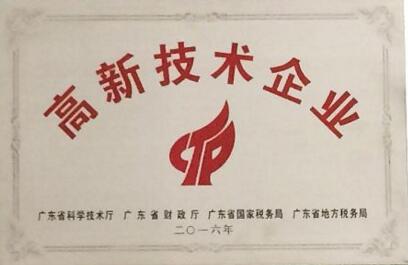 高新技术企业
广东省科学技术厅 广东省财政厅 广东省国家税务局 广东省地方税务局
二〇一六年